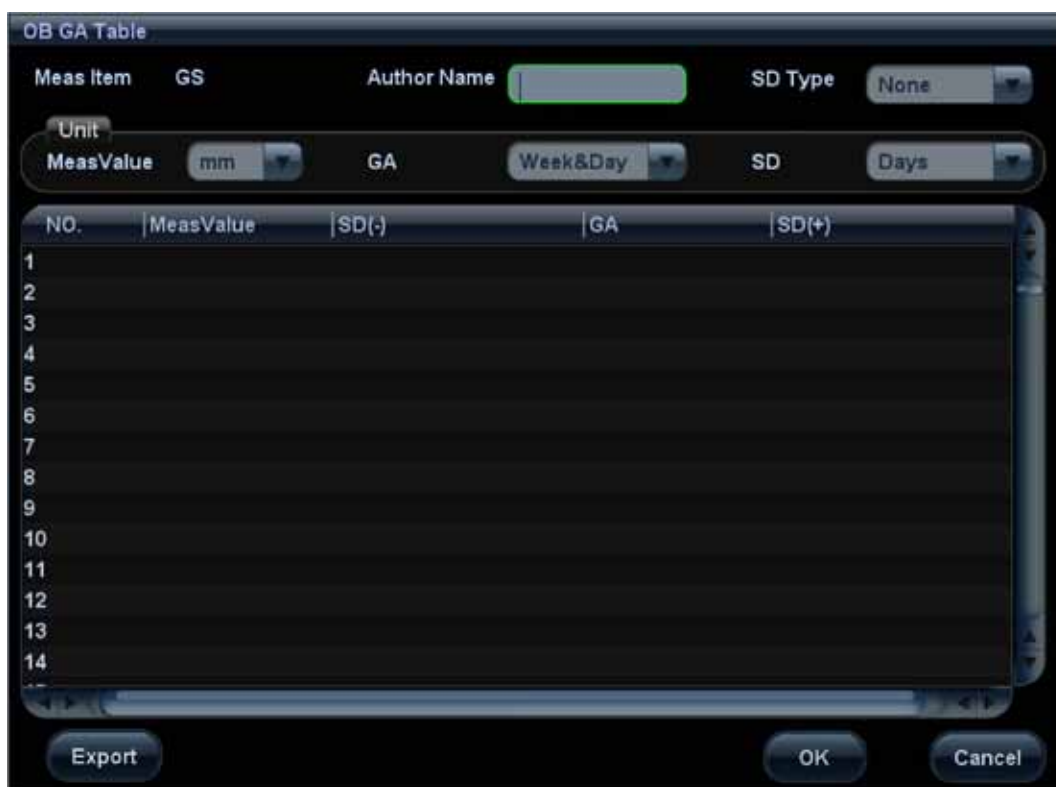 OB GA Table
Meas Item GS Author Name SD Type None
Unit
MeasValue mm GA Week&Day SD Days
NO. MeasValue SD(-) GA SD(+)
1
2
3
4
5
6
7
8
9
10
11
12
13
14
Export OK Cancel